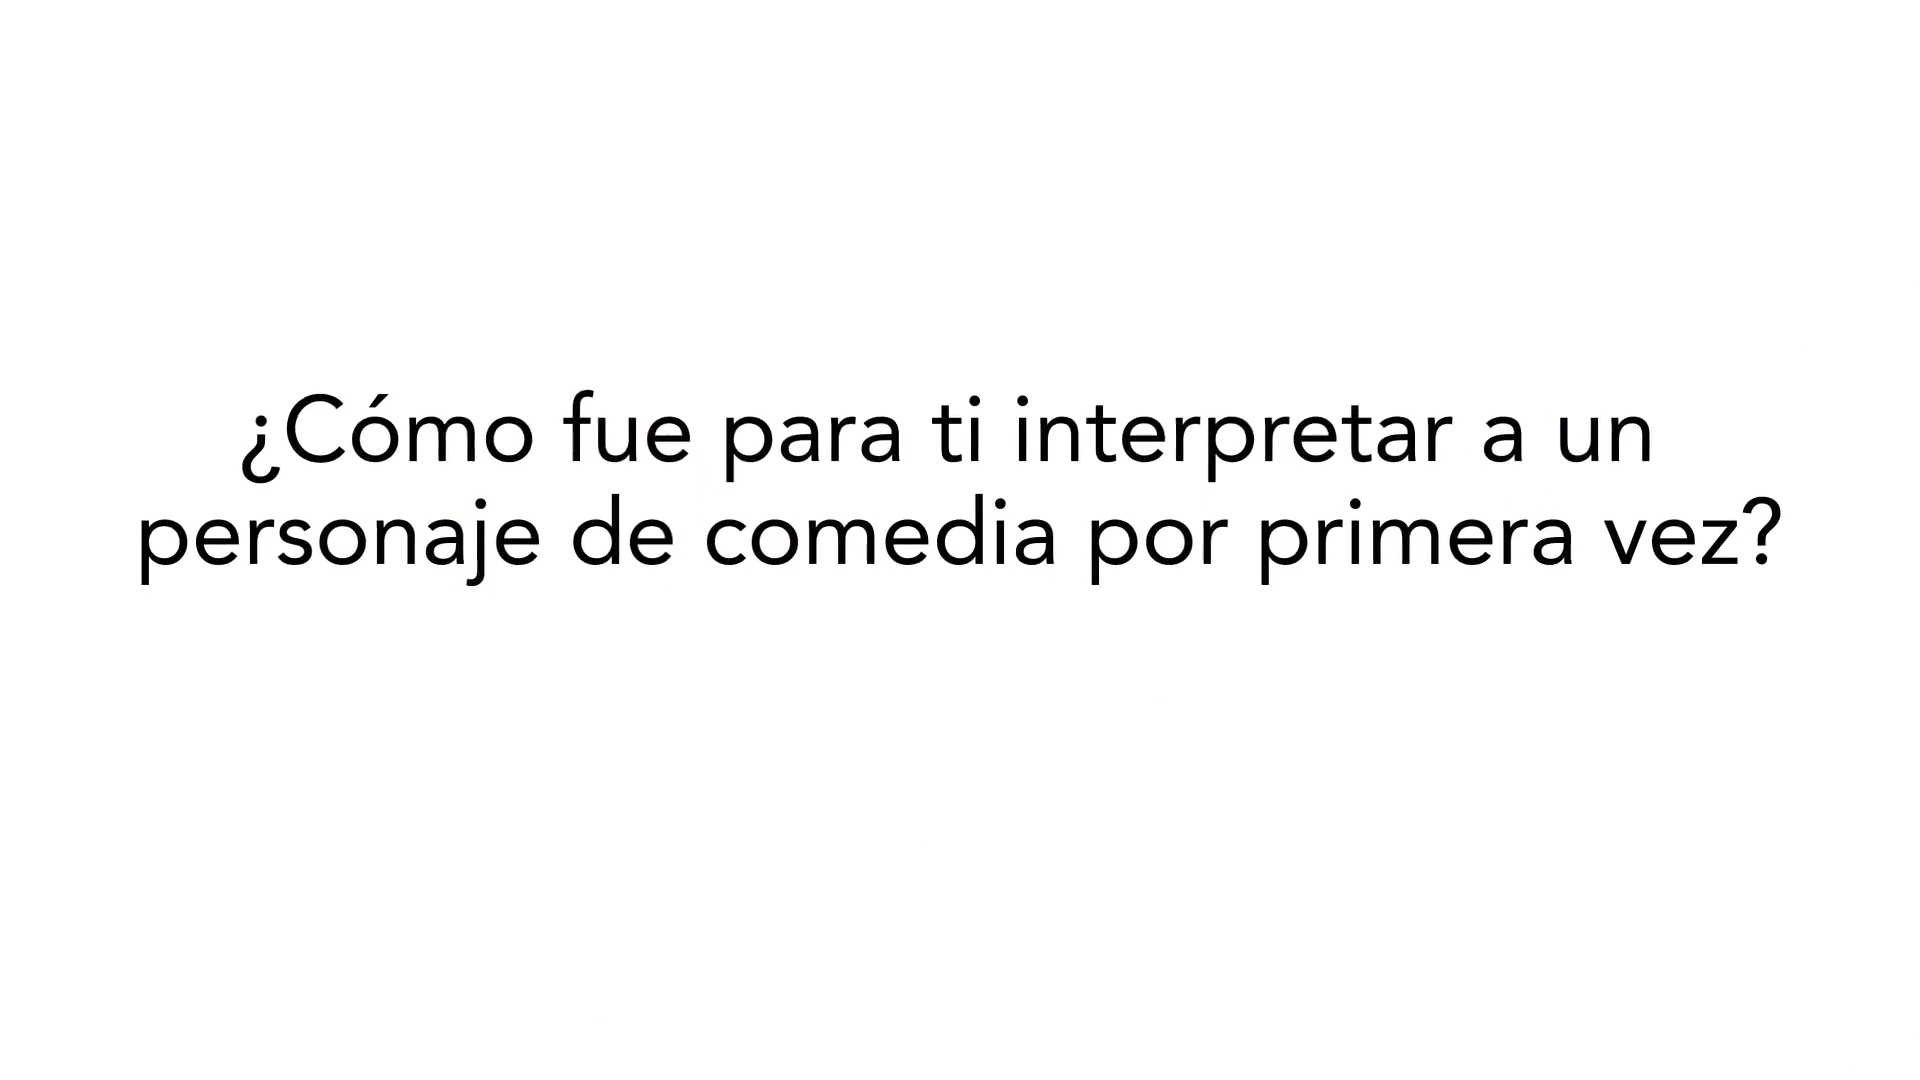 ¿Cómo fue para ti interpretar a un
personaje de comedia por primera vez?